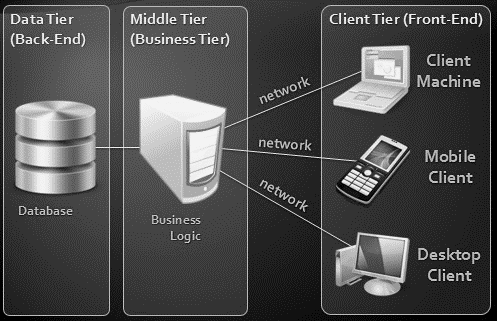 Data Tier
(Back-End)
Middle Tier
(Business Tier)
Client Tier (Front-End)
Database
Business
Logic
network
network
network
Client
Machine
Mobile
Client
Desktop
Client